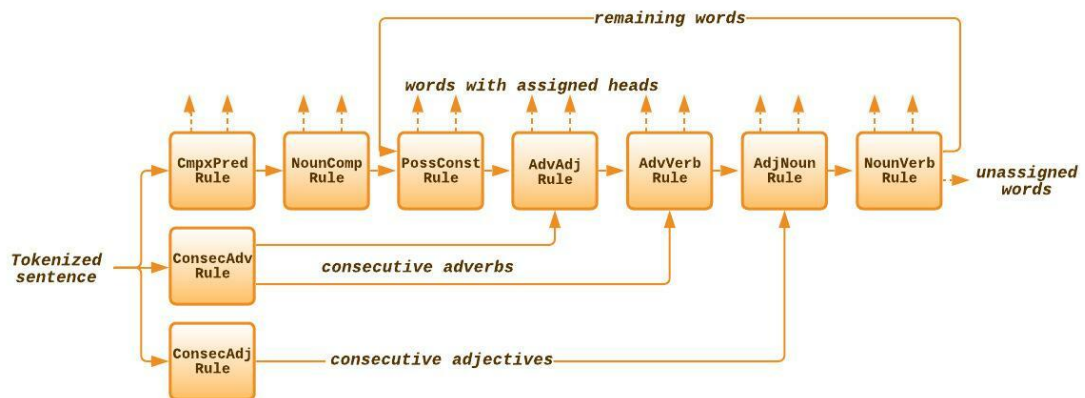 remaining words
words with assigned heads
CmpxPred
Rule
NounComp
Rule
PossConst
Rule
AdvAdj
Rule
AdvVerb
Rule
AdjNoun
Rule
NounVerb
Rule
unassigned
words
Tokenized
sentence
ConsecAdv
Rule
consecutive adverbs
ConsecAdj
Rule
consecutive adjectives